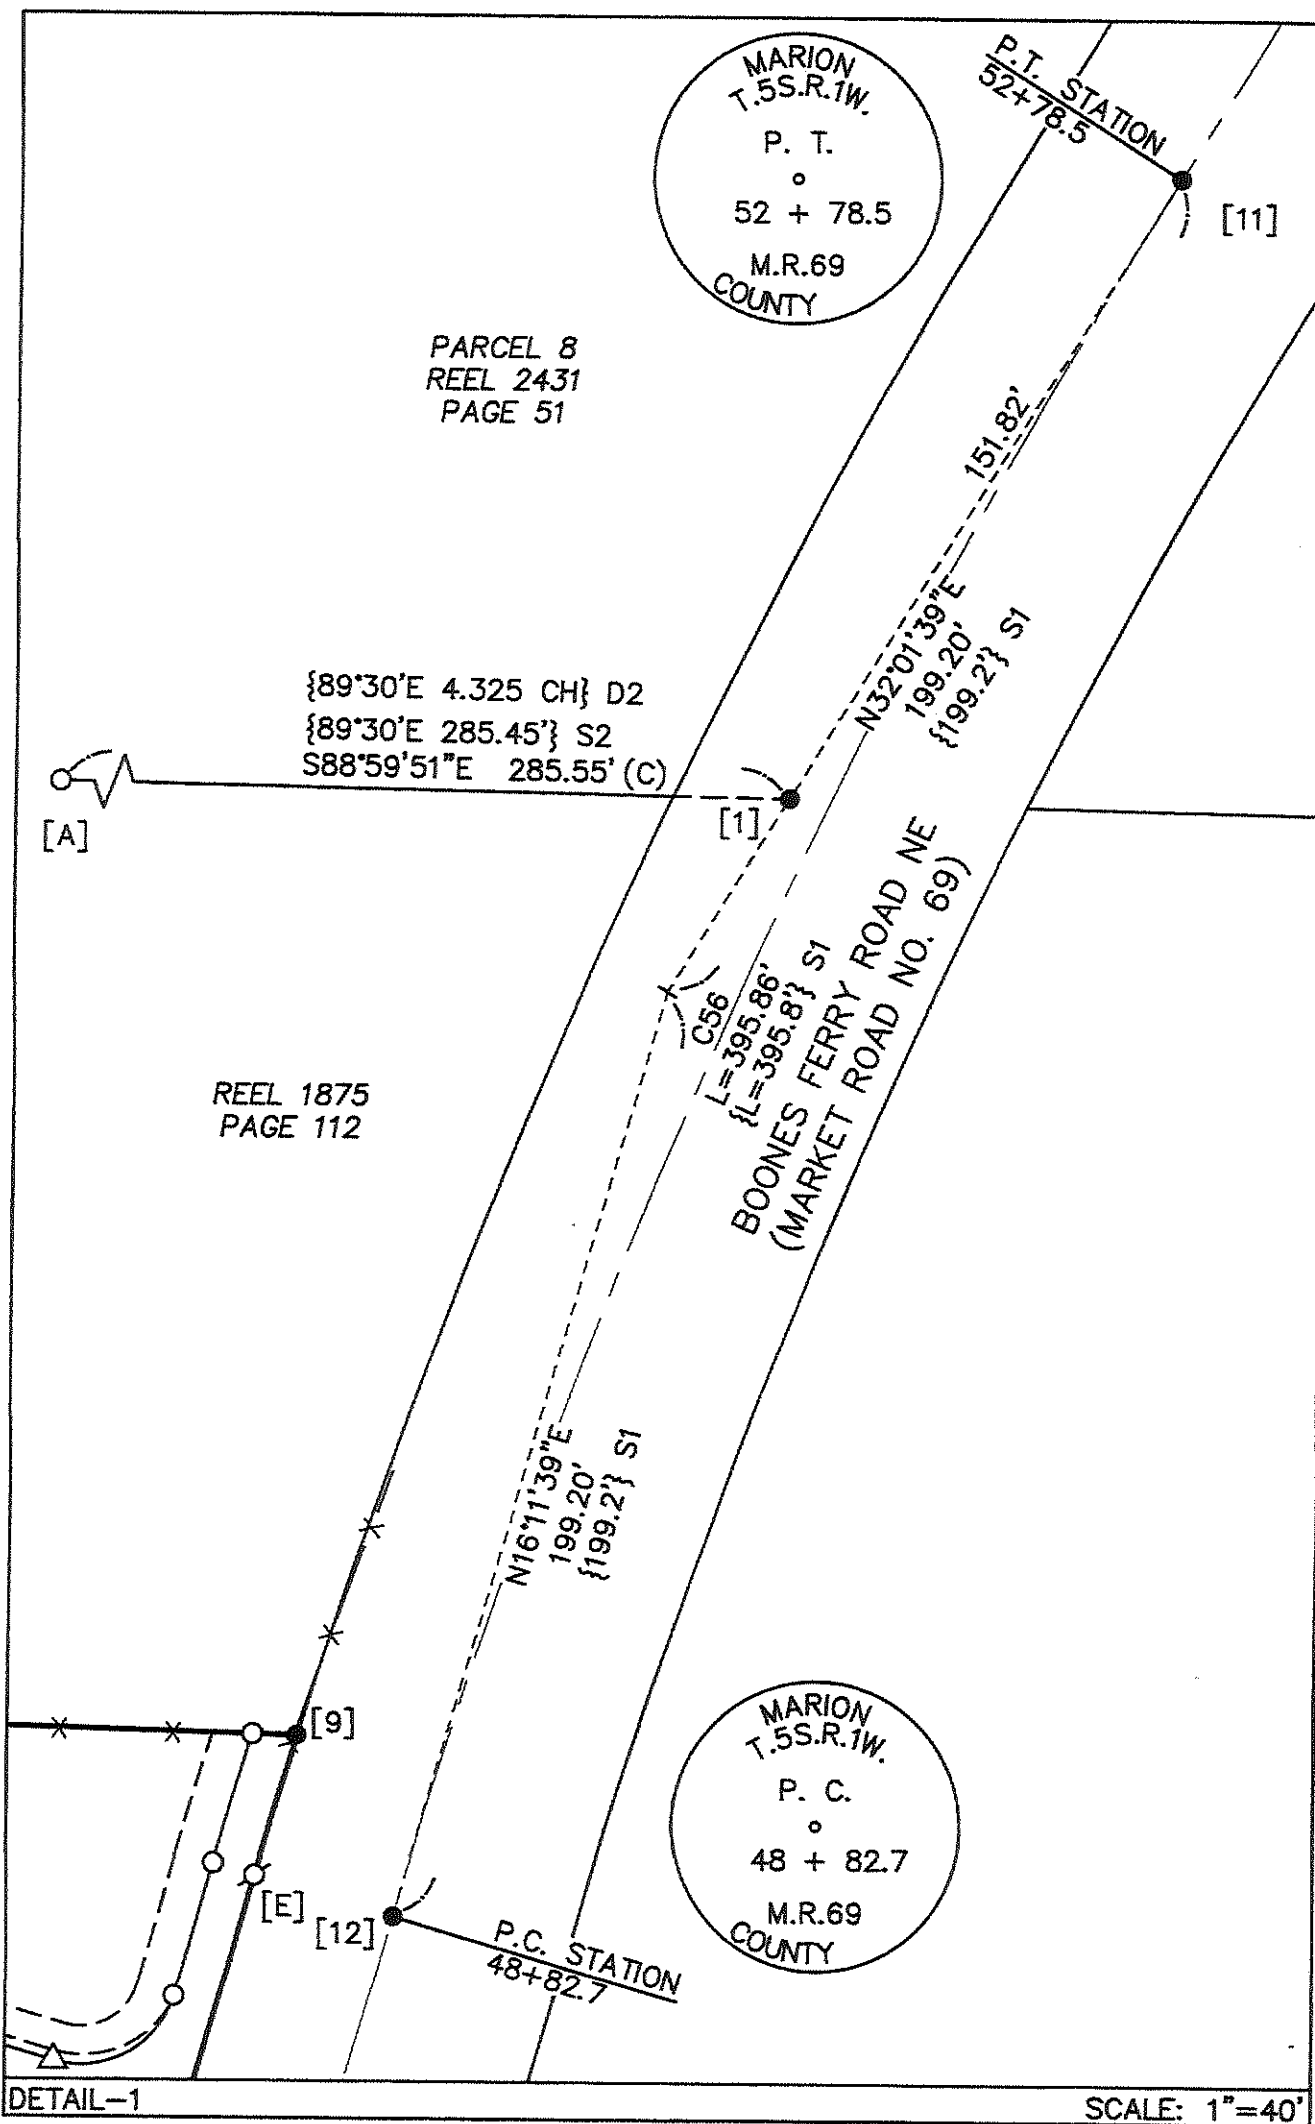 MARION
T.5S.R.1W.
P. T.
52 + 78.5
M.R.69
COUNTY
P.T. STATION
52+78.5
[11]
PARCEL 8
REEL 2431
PAGE 51
151.82'
N32°01'39"E
199.20'
{199.2'} S1
{89°30'E 4.325 CH} D2
{89°30'E 285.45'} S2
S88°59'51"E 285.55' (C)
[A]
[1]
C56
L=395.86'
{L=395.8'} S1
BOONES FERRY ROAD NE
(MARKET ROAD NO. 69)
REEL 1875
PAGE 112
N16°11'39"E
199.20'
{199.2'} S1
[9]
[E]
[12]
P.C. STATION
48+82.7
MARION
T.5S.R.1W.
P. C.
48 + 82.7
M.R.69
COUNTY
DETAIL-1
SCALE: 1"=40'